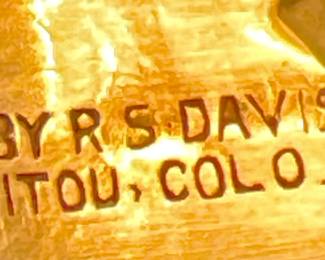 BY R S DAVIS
ITOU, COLO.